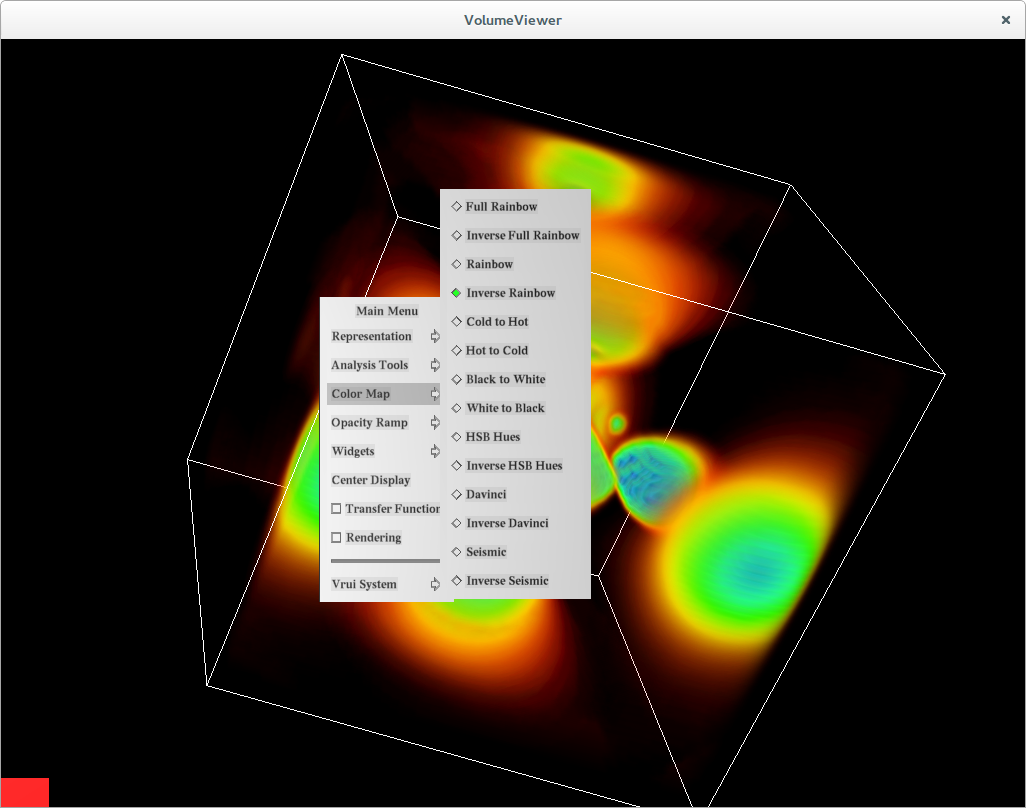 VolumeViewer
Main Menu
Representation
Analysis Tools
Color Map
Opacity Ramp
Widgets
Center Display
Transfer Function
Rendering
Vrui System
Full Rainbow
Inverse Full Rainbow
Rainbow
Inverse Rainbow
Cold to Hot
Hot to Cold
Black to White
White to Black
HSB Hues
Inverse HSB Hues
Davinci
Inverse Davinci
Seismic
Inverse Seismic